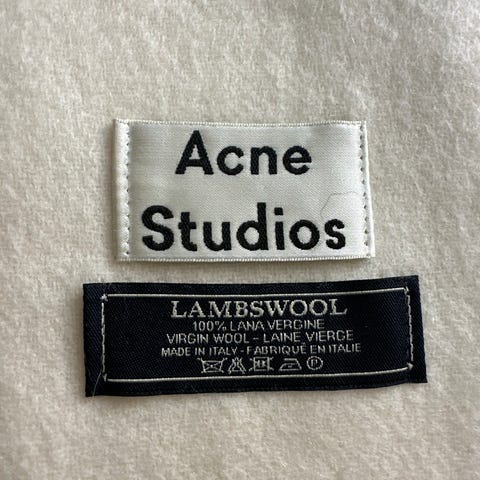 Acne
Studios
LAMBSWOOL
100% LANA VERGINE
VIRGIN WOOL - LAINE VIERGE
MADE IN ITALY - FABRIQUÉ EN ITALIE